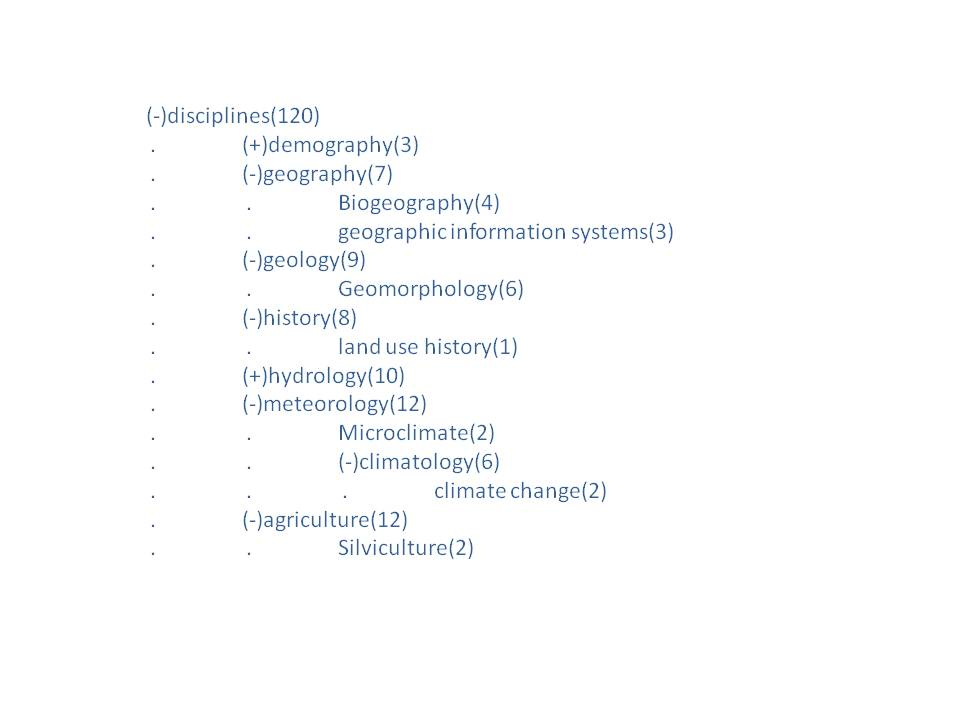 (-)disciplines(120)
. (+)demography(3)
. (-)geography(7)
. . Biogeography(4)
. . geographic information systems(3)
. (-)geology(9)
. . Geomorphology(6)
. (-)history(8)
. . land use history(1)
. (+)hydrology(10)
. (-)meteorology(12)
. . Microclimate(2)
. . (-)climatology(6)
. . . climate change(2)
. (-)agriculture(12)
. . Silviculture(2)